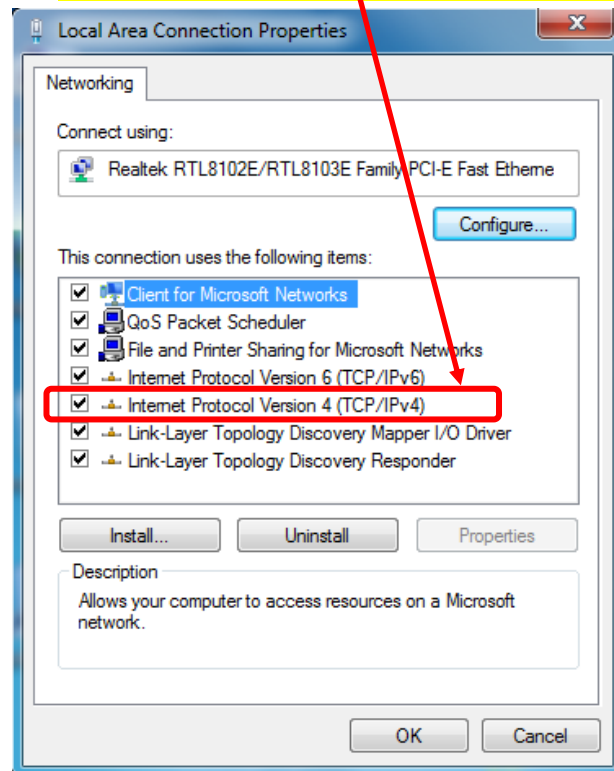 Local Area Connection Properties
Networking
Connect using:
Realtek RTL8102E/RTL8103E Family PCI-E Fast Etherne
Configure...
This connection uses the following items:
Client for Microsoft Networks
QoS Packet Scheduler
File and Printer Sharing for Microsoft Networks
Internet Protocol Version 6 (TCP/IPv6)
Internet Protocol Version 4 (TCP/IPv4)
Link-Layer Topology Discovery Mapper I/O Driver
Link-Layer Topology Discovery Responder
Install... Uninstall Properties
Description
Allows your computer to access resources on a Microsoft
network.
OK Cancel